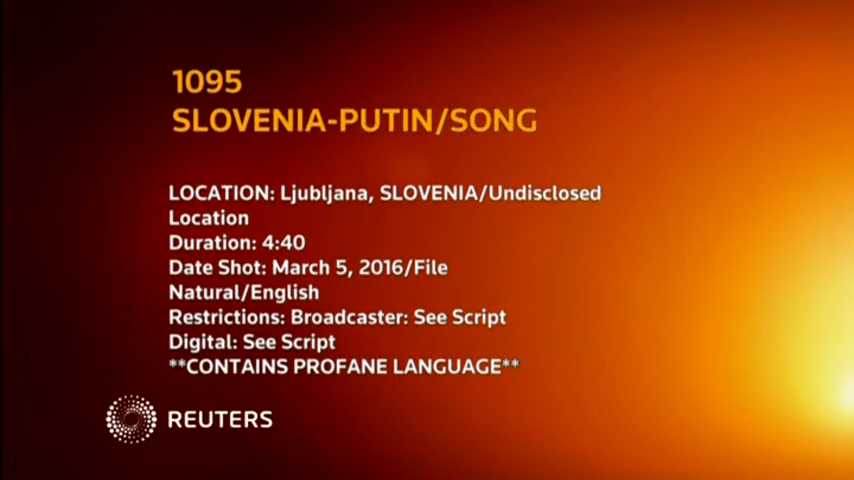 1095
SLOVENIA-PUTIN/SONG
LOCATION: Ljubljana, SLOVENIA/Undisclosed
Location
Duration: 4:40
Date Shot: March 5, 2016/File
Natural/English
Restrictions: Broadcaster: See Script
Digital: See Script
**CONTAINS PROFANE LANGUAGE**
REUTERS